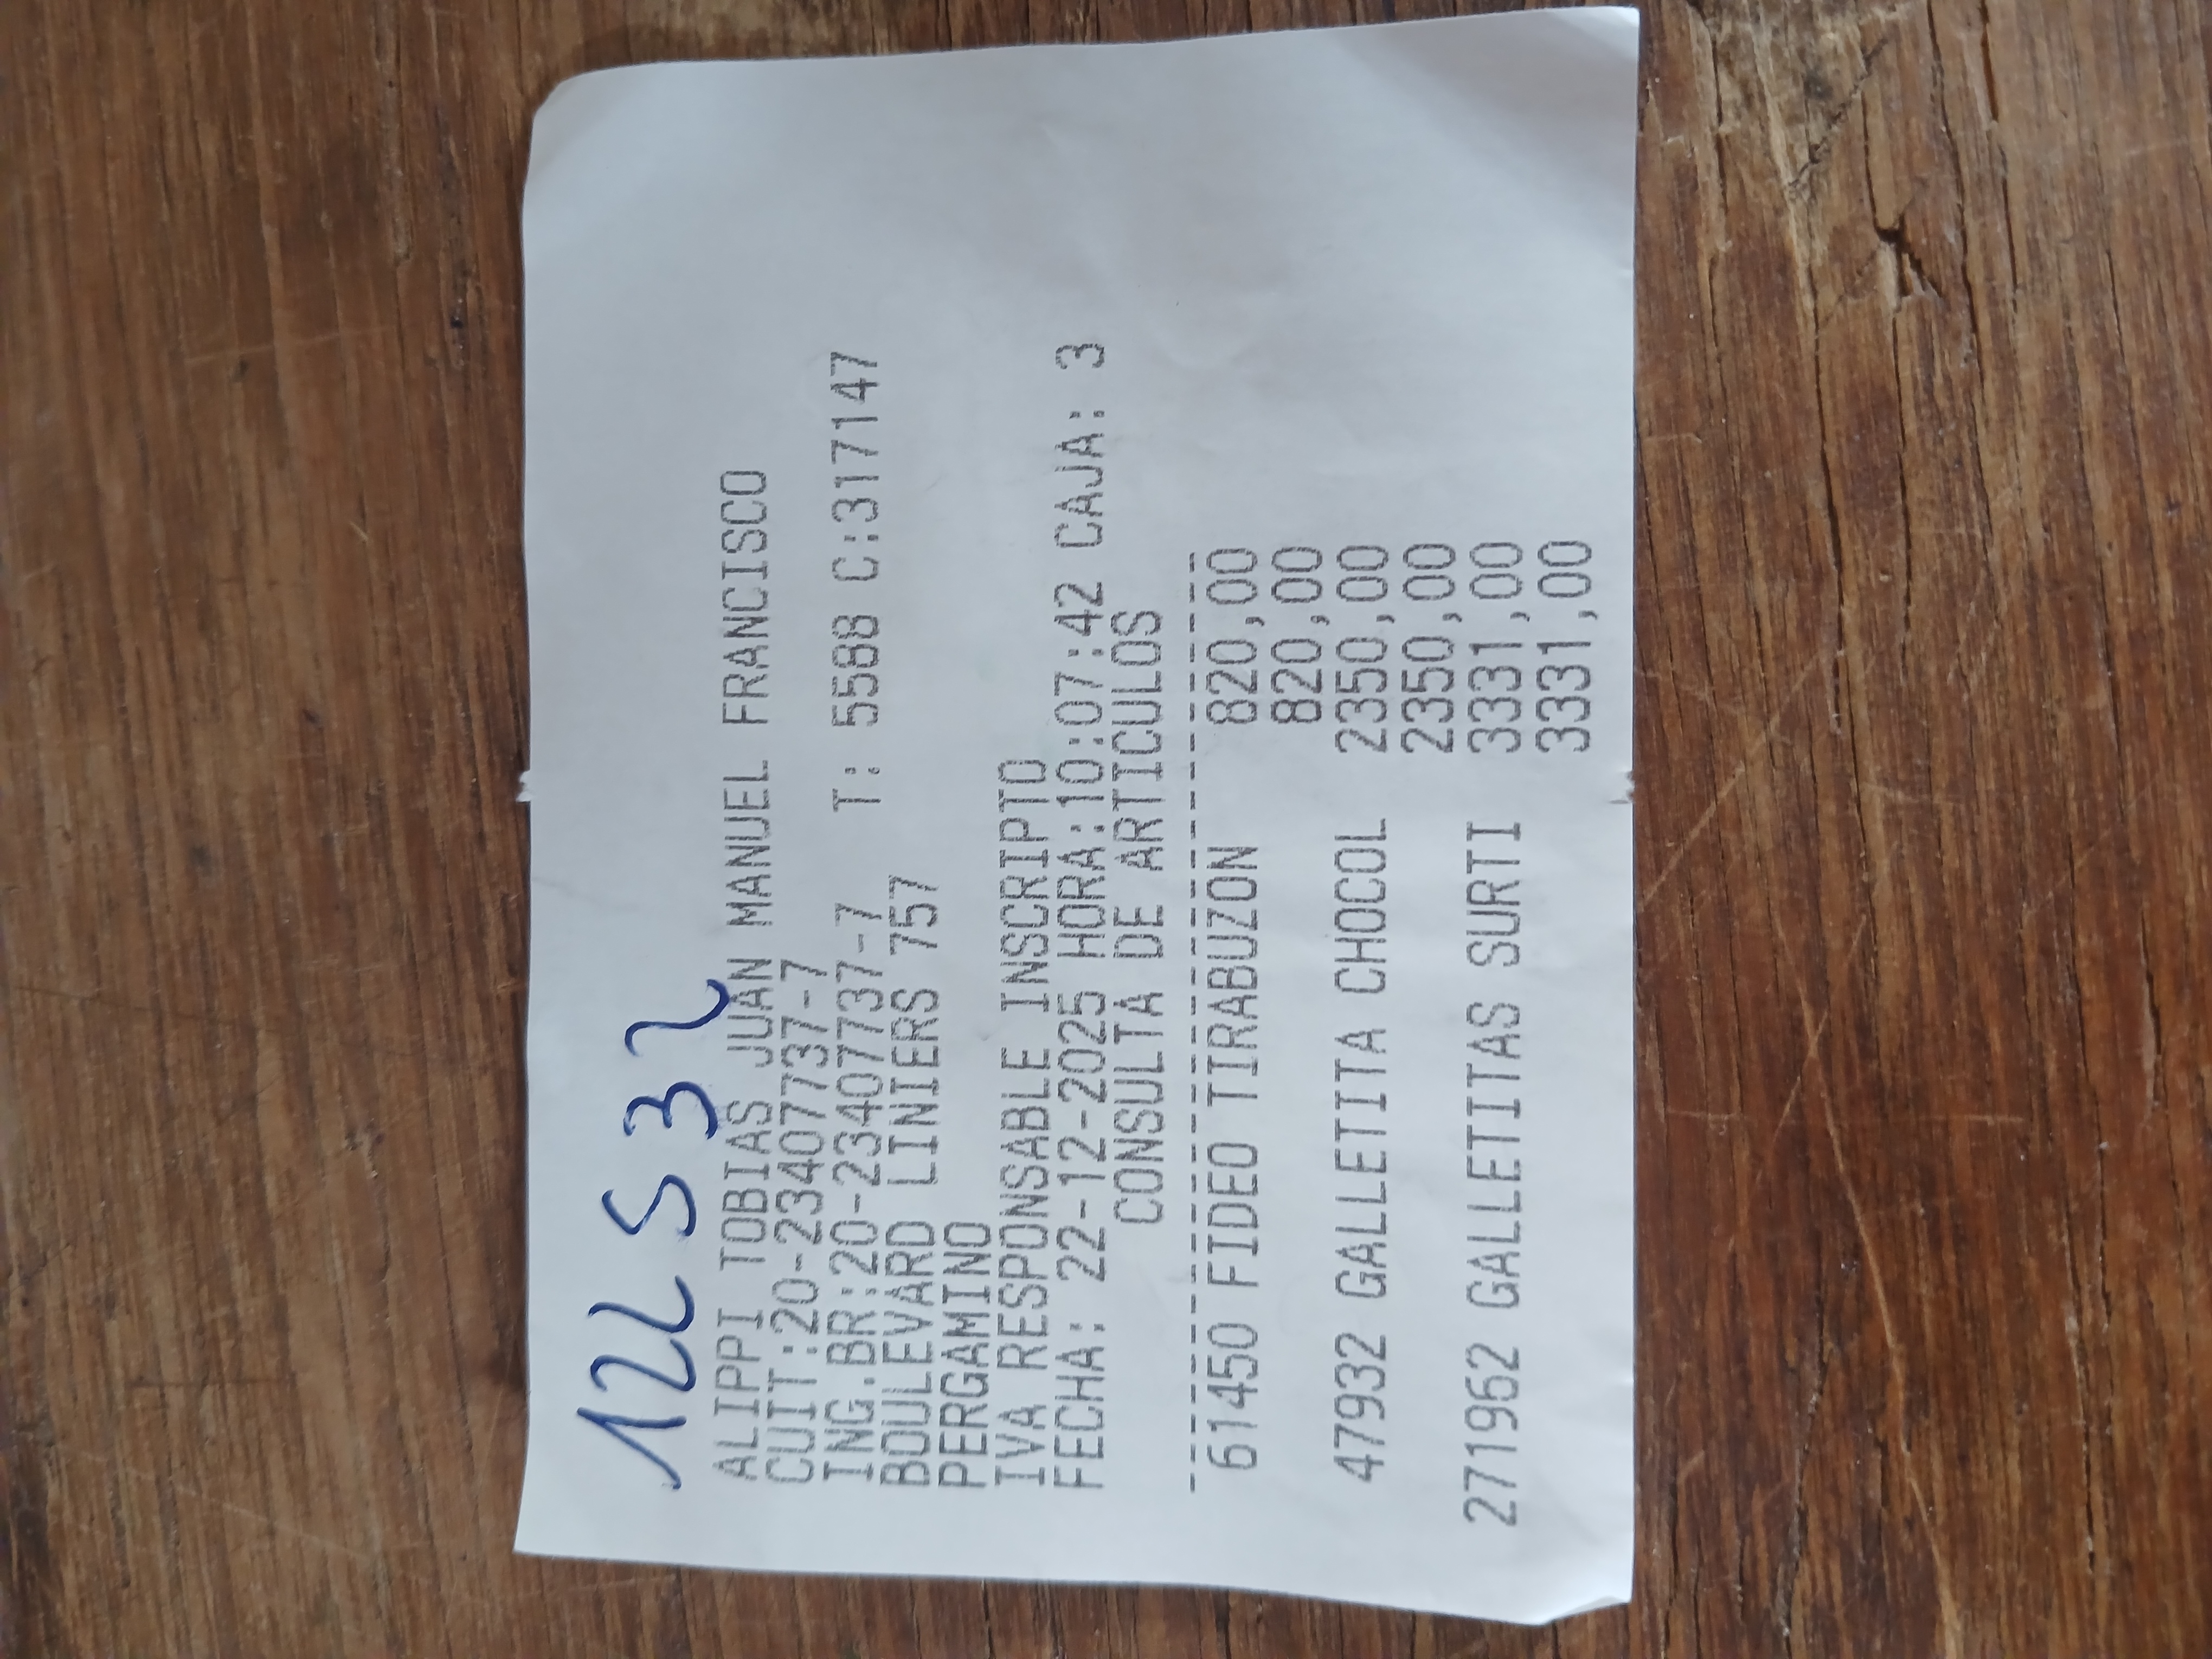 122532
ALIPPI TOBIAS JUAN MANUEL FRANCISCO
CUIT:20-23407737-7
ING.BR:20-23407737-7 T: 5588 C:317147
BOULEVARD LINIERS 757
PERGAMINO
IVA RESPONSABLE INSCRIPTO
FECHA: 22-12-2025 HORA:10:07:42 CAJA: 3
CONSULTA DE ARTICULOS
--------------------------------
61450 FIDEO TIRABUZON 820,00
820,00
47932 GALLETITA CHOCOL 2350,00
2350,00
271962 GALLETITAS SURTI 3331,00
3331,00